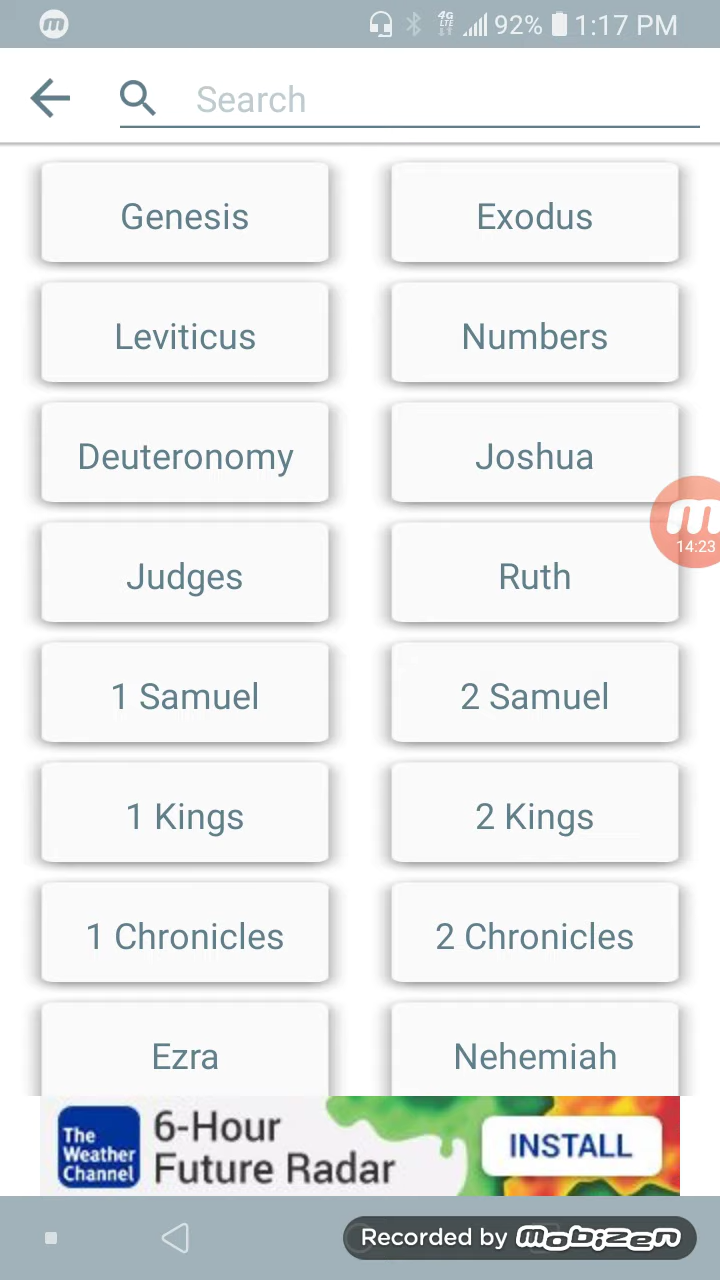 4G
LTE
92%
1:17 PM
Search
Genesis
Exodus
Leviticus
Numbers
Deuteronomy
Joshua
Judges
Ruth
14:23
1 Samuel
2 Samuel
1 Kings
2 Kings
1 Chronicles
2 Chronicles
Ezra
Nehemiah
The
Weather
Channel
6-Hour
Future Radar
INSTALL
Recorded by mobizen